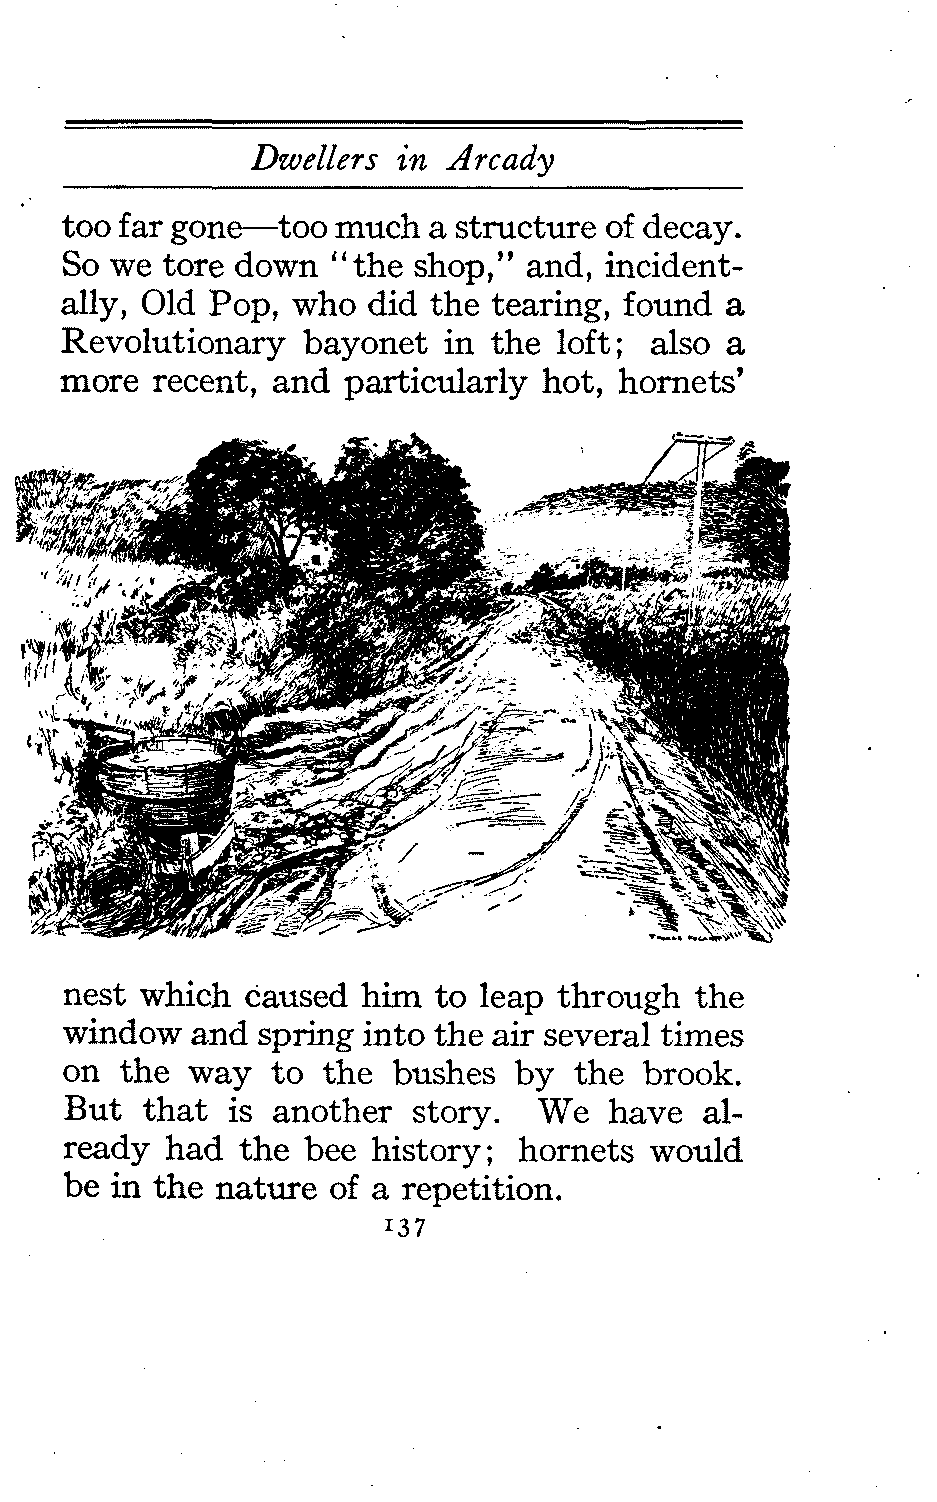 Dwellers in Arcady
too far gone—too much a structure of decay.
So we tore down "the shop," and, incident-
ally, Old Pop, who did the tearing, found a
Revolutionary bayonet in the loft; also a
more recent, and particularly hot, hornets'
nest which caused him to leap through the
window and spring into the air several times
on the way to the bushes by the brook.
But that is another story. We have al-
ready had the bee history; hornets would
be in the nature of a repetition.
137